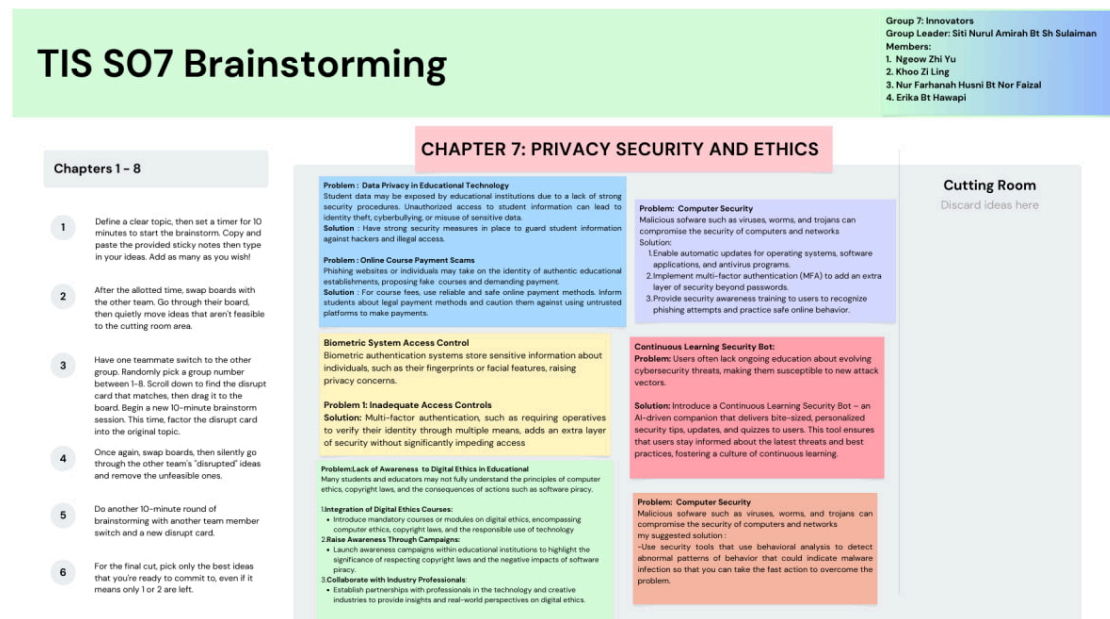 TIS S07 Brainstorming
Group 7: Innovators
Group Leader: Siti Nurul Amirah Bt Sh Sulaiman
Members:
1. Ngeow Zhi Yu
2. Khoo Zi Ling
3. Nur Farhanah Husni Bt Nor Faizal
4. Erika Bt Hawapi
CHAPTER 7: PRIVACY SECURITY AND ETHICS
Chapters 1 - 8
1
Define a clear topic, then set a timer for 10
minutes to start the brainstorm. Copy and
paste the provided sticky notes then type
in your ideas. Add as many as you wish!
2
After the allotted time, swap boards with
the other team. Go through their board,
then quietly move ideas that aren't feasible
to the cutting room area.
3
Have one teammate switch to the other
group. Randomly pick a group number
between 1-8. Scroll down to find the disrupt
card that matches, then drag it to the
board. Begin a new 10-minute brainstorm
session. This time, factor the disrupt card
into the original topic.
4
Once again, swap boards, then silently go
through the other team's "disrupted" ideas
and remove the unfeasible ones.
5
Do another 10-minute round of
brainstorming with another team member
switch and a new disrupt card.
6
For the final cut, pick only the best ideas
that you're ready to commit to, even if it
means only 1 or 2 are left.
Problem : Data Privacy in Educational Technology
Student data may be exposed by educational institutions due to a lack of strong
security procedures. Unauthorized access to student information can lead to
identity theft, cyberbullying, or misuse of sensitive data.
Solution : Have strong security measures in place to guard student information
against hackers and illegal access.
Problem : Online Course Payment Scams
Phishing websites or individuals may take on the identity of authentic educational
establishments, proposing fake courses and demanding payment.
Solution : For course fees, use reliable and safe online payment methods. Inform
students about legal payment methods and caution them against using untrusted
platforms to make payments.
Biometric System Access Control
Biometric authentication systems store sensitive information about
individuals, such as their fingerprints or facial features, raising
privacy concerns.
Problem 1: Inadequate Access Controls
Solution: Multi-factor authentication, such as requiring operatives
to verify their identity through multiple means, adds an extra layer
of security without significantly impeding access
Problem:Lack of Awareness to Digital Ethics in Educational
Many students and educators may not fully understand the principles of computer
ethics, copyright laws, and the consequences of actions such as software piracy.
1.Integration of Digital Ethics Courses:
• Introduce mandatory courses or modules on digital ethics, encompassing
computer ethics, copyright laws, and the responsible use of technology
2.Raise Awareness Through Campaigns:
• Launch awareness campaigns within educational institutions to highlight the
significance of respecting copyright laws and the negative impacts of software
piracy.
3.Collaborate with Industry Professionals:
• Establish partnerships with professionals in the technology and creative
industries to provide insights and real-world perspectives on digital ethics.
Problem: Computer Security
Malicious sofware such as viruses, worms, and trojans can
compromise the security of computers and networks
Solution:
1.Enable automatic updates for operating systems, software
applications, and antivirus programs.
2.Implement multi-factor authentication (MFA) to add an extra
layer of security beyond passwords.
3.Provide security awareness training to users to recognize
phishing attempts and practice safe online behavior.
Continuous Learning Security Bot:
Problem: Users often lack ongoing education about evolving
cybersecurity threats, making them susceptible to new attack
vectors.
Solution: Introduce a Continuous Learning Security Bot – an
AI-driven companion that delivers bite-sized, personalized
security tips, updates, and quizzes to users. This tool ensures
that users stay informed about the latest threats and best
practices, fostering a culture of continuous learning.
Problem: Computer Security
Malicious sofware such as viruses, worms, and trojans can
compromise the security of computers and networks
my suggested solution :
-Use security tools that use behavioral analysis to detect
abnormal patterns of behavior that could indicate malware
infection so that you can take the fast action to overcome the
problem.
Cutting Room
Discard ideas here